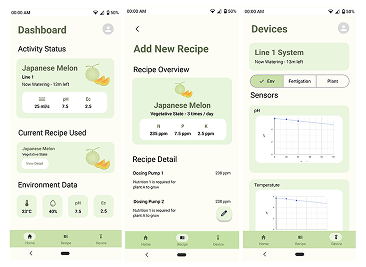 00:00 AM
50%
Dashboard
Activity Status
Japanese Melon
Line 1
Now Watering - 13m left
pH
Ec
25 m3/s
7.5
2.5
Current Recipe Used
Japanese Melon
Vegetative State
View Detail
Environment Data
pH
Ec
23°C
40%
7.5
2.5
Home
Recipe
Device
00:00 AM
50%
Add New Recipe
Recipe Overview
Japanese Melon
Vegetative State - 3 times / day
N
P
K
235 ppm
7.5 ppm
2.5 ppm
Recipe Detail
Dosing Pump 1
238 ppm
Nutrition 1 is required for
plant A to grow
Dosing Pump 2
238 ppm
Nutrition 1 is required for
plant A to grow
Home
Recipe
Device
00:00 AM
50%
Devices
Line 1 System
Now Watering - 13m left
Env
Fertigation
Plant
Sensors
pH
Temperature
Home
Recipe
Device